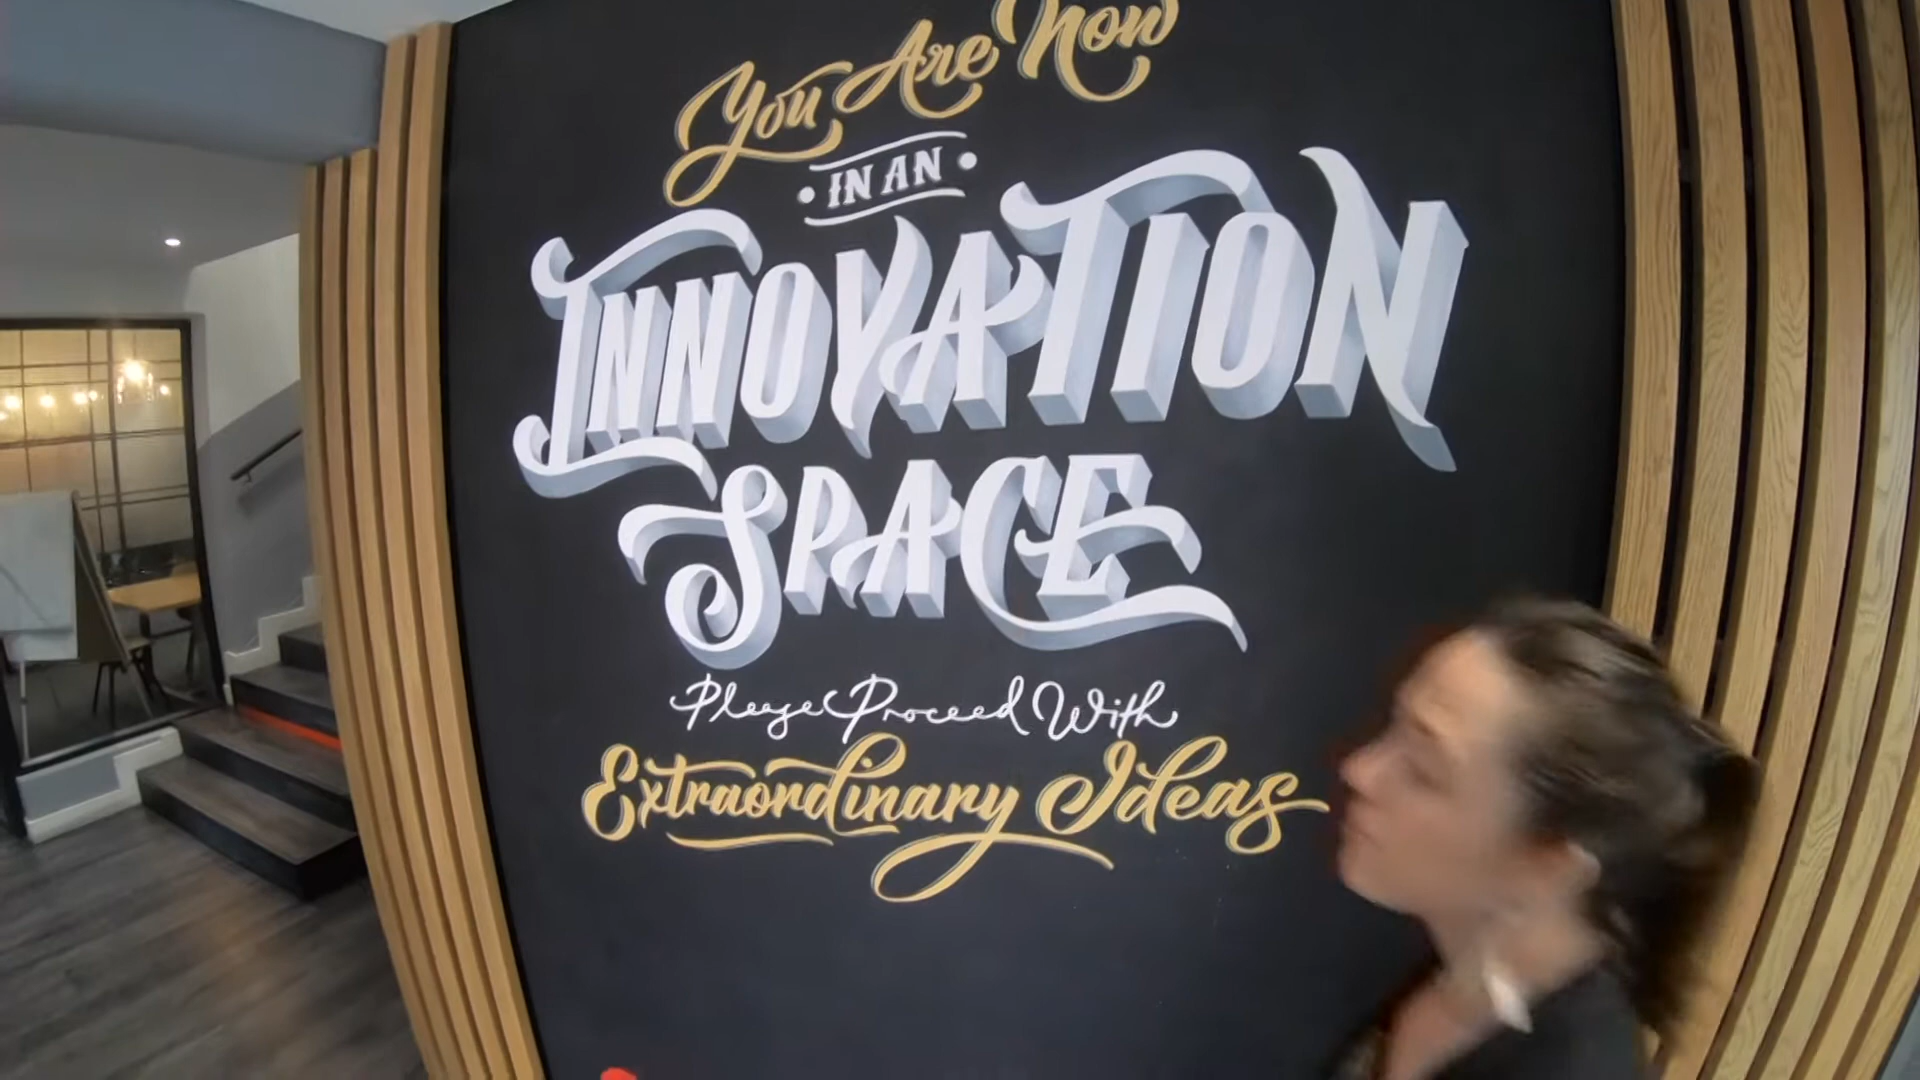 You Are Now
IN AN
INNOVATION
SPACE
Please Proceed With
Extraordinary Ideas